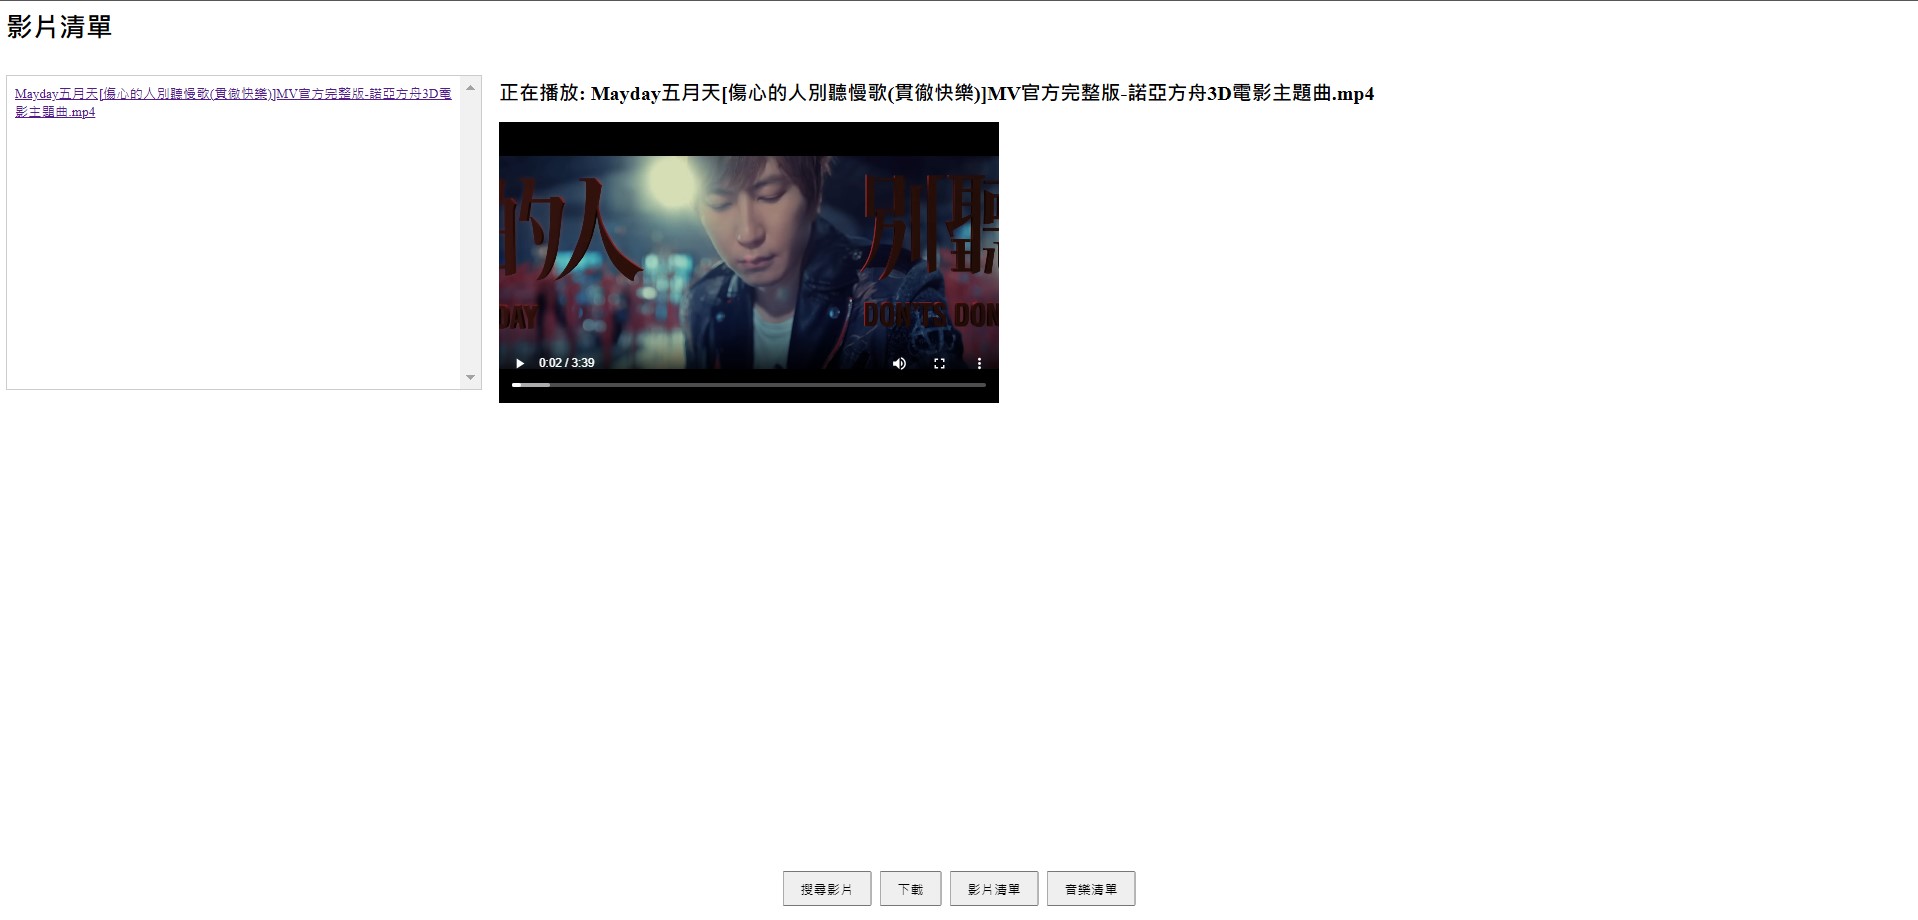 影片清單
Mayday五月天[傷心的人別聽慢歌(貫徹快樂)]MV官方完整版-諾亞方舟3D電
影主題曲.mp4
正在播放: Mayday五月天[傷心的人別聽慢歌(貫徹快樂)]MV官方完整版-諾亞方舟3D電影主題曲.mp4
的人 別聽
DAY DON'TS DON
0:02 / 3:39
搜尋影片 下載 影片清單 音樂清單